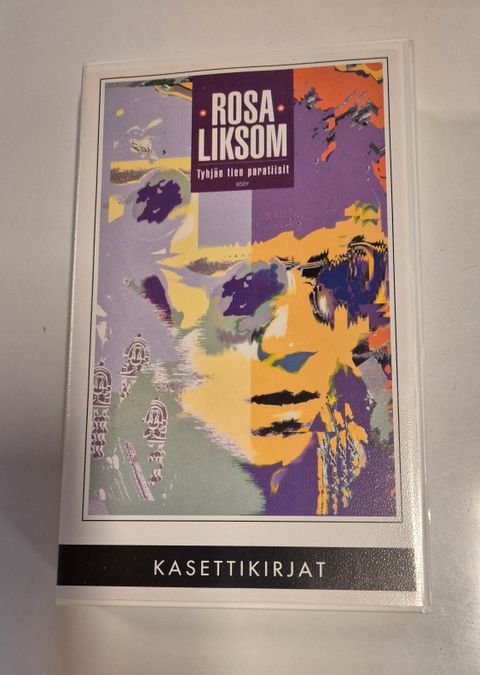 ROSA
LIKSOM
Tyhjän tien paratiisit
WSOY
KASETTIKIRJAT